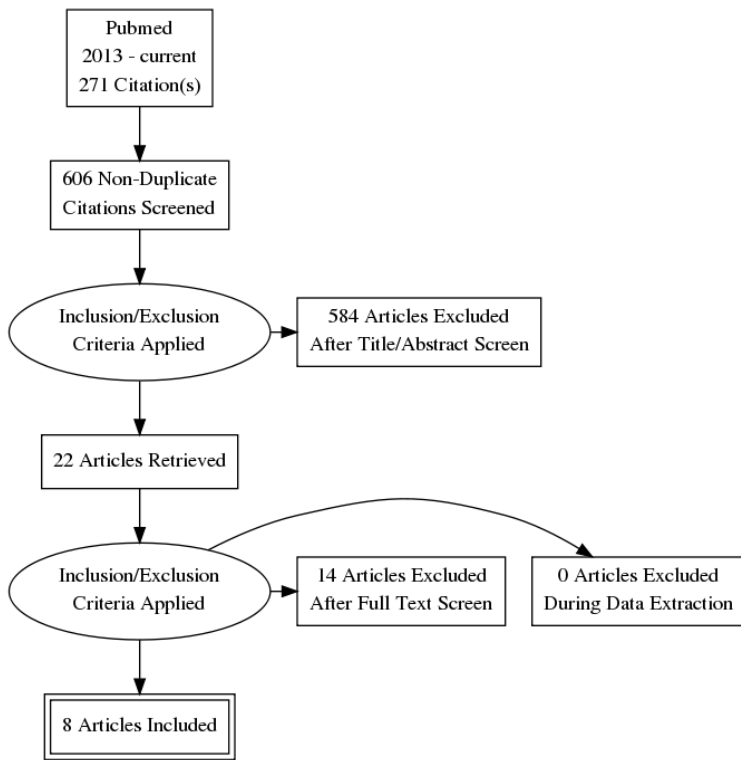 Pubmed
2013 - current
271 Citation(s)
606 Non-Duplicate
Citations Screened
Inclusion/Exclusion
Criteria Applied
584 Articles Excluded
After Title/Abstract Screen
22 Articles Retrieved
Inclusion/Exclusion
Criteria Applied
14 Articles Excluded
After Full Text Screen
0 Articles Excluded
During Data Extraction
8 Articles Included